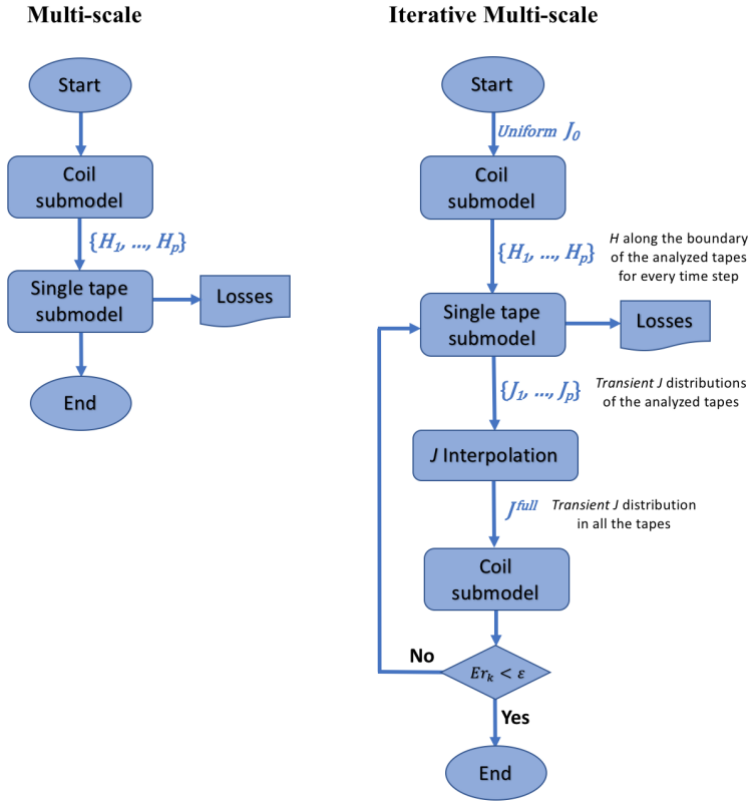 Multi-scale
Start
Coil
submodel
{H₁, ..., Hₚ}
Single tape
submodel
Losses
End
Iterative Multi-scale
Start
Uniform J₀
Coil
submodel
{H₁, ..., Hₚ}
H along the boundary
of the analyzed tapes
for every time step
Single tape
submodel
Losses
{J₁, ..., Jₚ}
Transient J distributions
of the analyzed tapes
J Interpolation
J^full
Transient J distribution
in all the tapes
Coil
submodel
No
Erₖ < ε
Yes
End